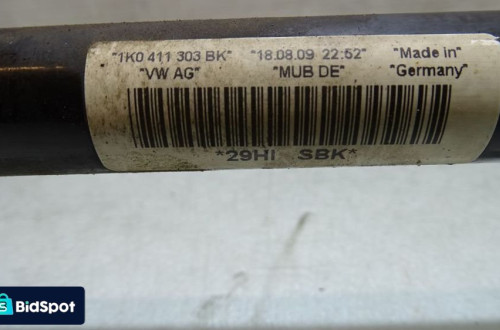 "1K0 411 303 BK" "18.08.09 22:52" "Made in"
"VW AG" "MUB DE" "Germany"
*29HI SBK*
BidSpot